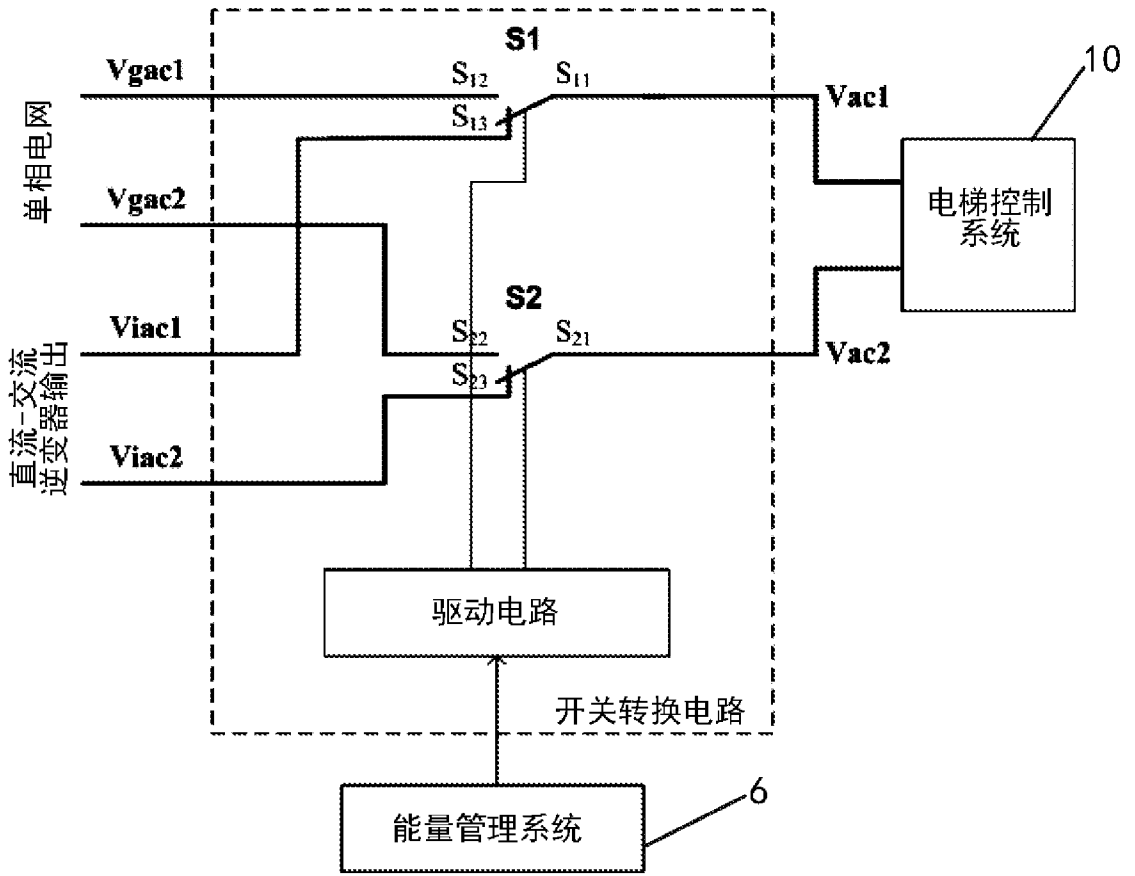 S1
Vgac1
S12
S11
10
Vac1
S13
单相电网
电梯控制
系统
Vgac2
S2
Viac1
S22
S21
Vac2
S23
直流-交流
逆变器输出
Viac2
驱动电路
开关转换电路
能量管理系统
6